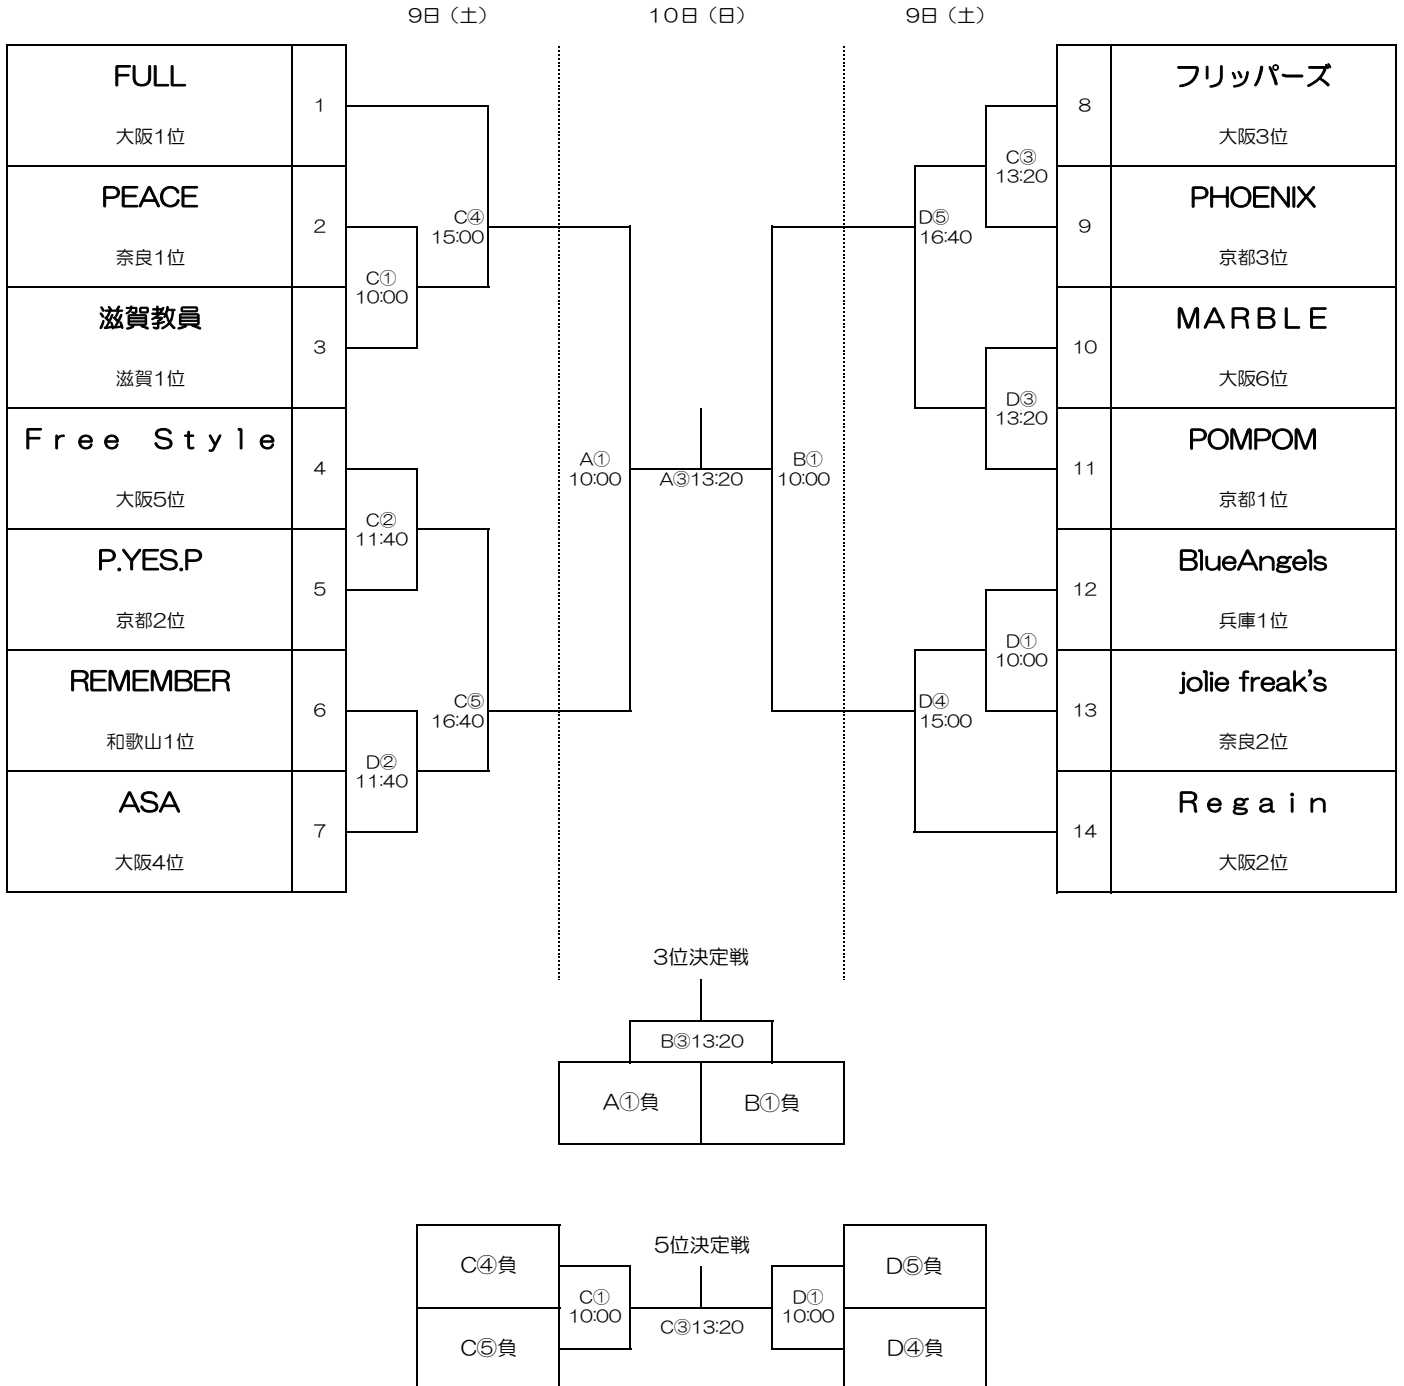 9日（土）
10日（日）
9日（土）
FULL
大阪1位
1
PEACE
奈良1位
2
滋賀教員
滋賀1位
3
Ｆｒｅｅ　Ｓｔｙｌｅ
大阪5位
4
P.YES.P
京都2位
5
REMEMBER
和歌山1位
6
ASA
大阪4位
7
C①
10:00
C②
11:40
D②
11:40
C④
15:00
C⑤
16:40
A①
10:00
A③13:20
B①
10:00
D⑤
16:40
D④
15:00
C③
13:20
D③
13:20
D①
10:00
8
フリッパーズ
大阪3位
9
PHOENIX
京都3位
10
ＭＡＲＢＬＥ
大阪6位
11
POMPOM
京都1位
12
BlueAngels
兵庫1位
13
jolie freak's
奈良2位
14
Ｒｅｇａｉｎ
大阪2位
3位決定戦
B③13:20
A①負
B①負
5位決定戦
C④負
C⑤負
C①
10:00
C③13:20
D①
10:00
D⑤負
D④負